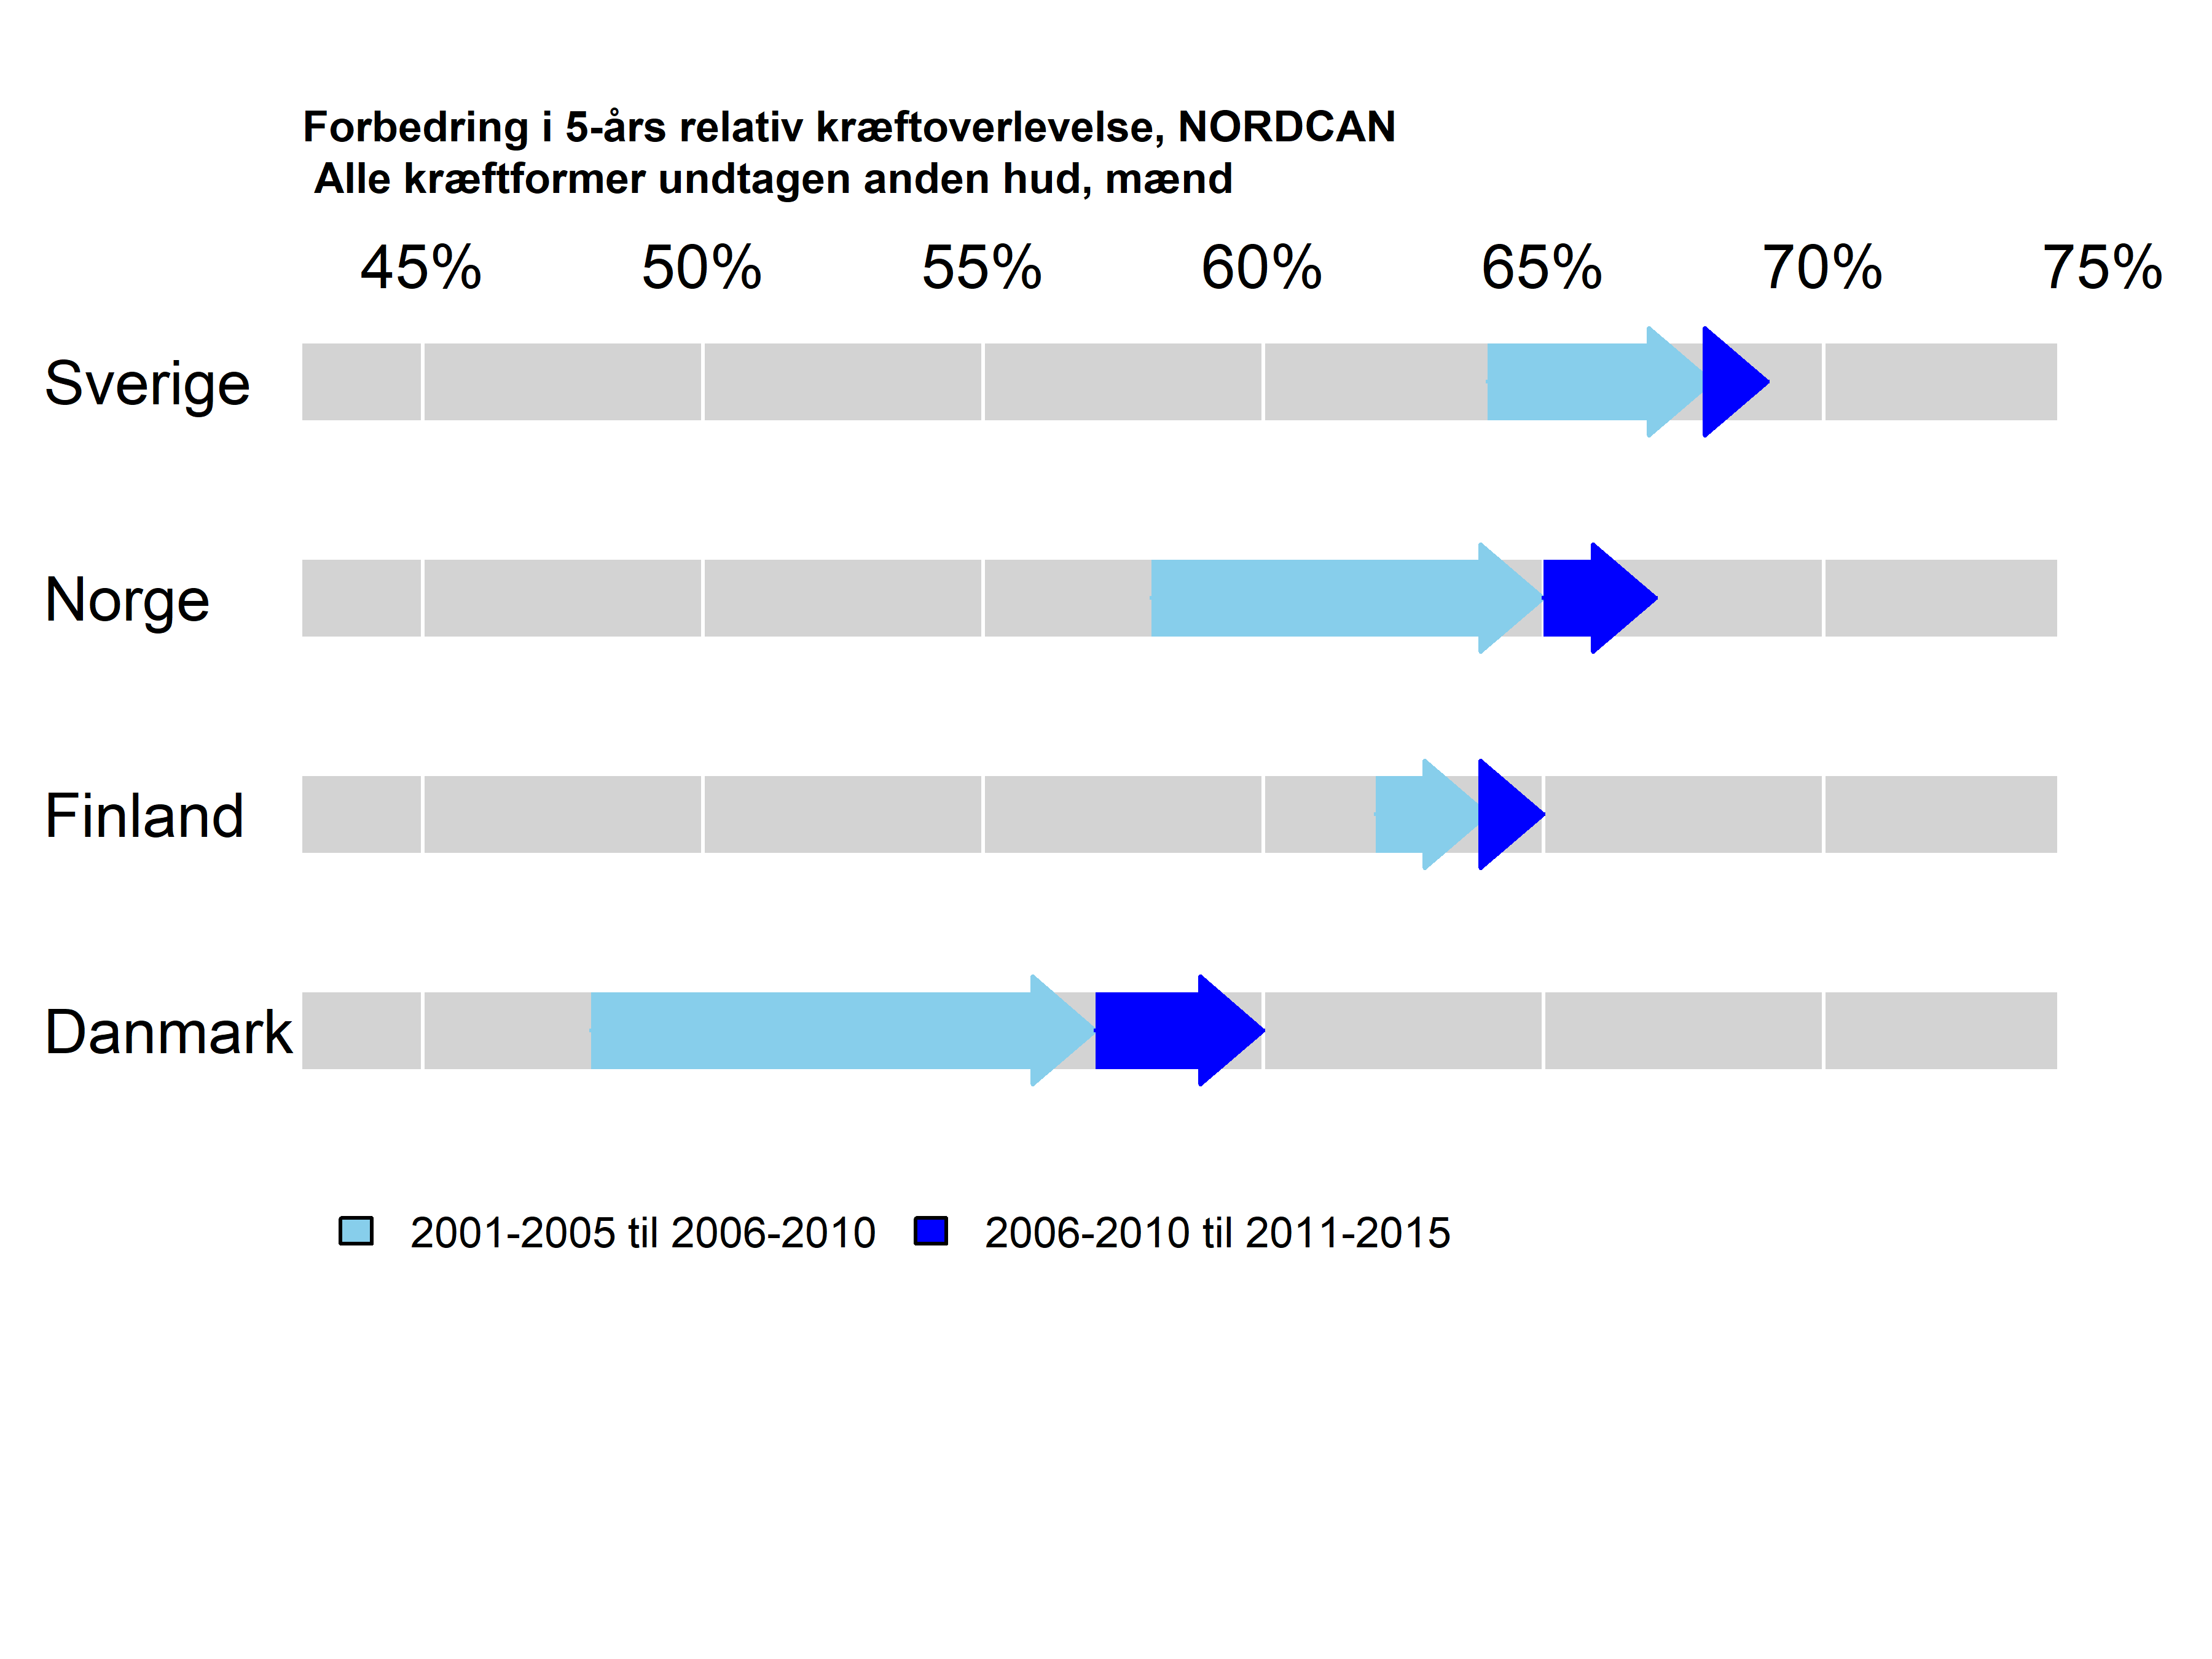 Forbedring i 5-års relativ kræftoverlevelse, NORDCAN
Alle kræftformer undtagen anden hud, mænd
45% 50% 55% 60% 65% 70% 75%
Sverige
Norge
Finland
Danmark
2001-2005 til 2006-2010 2006-2010 til 2011-2015